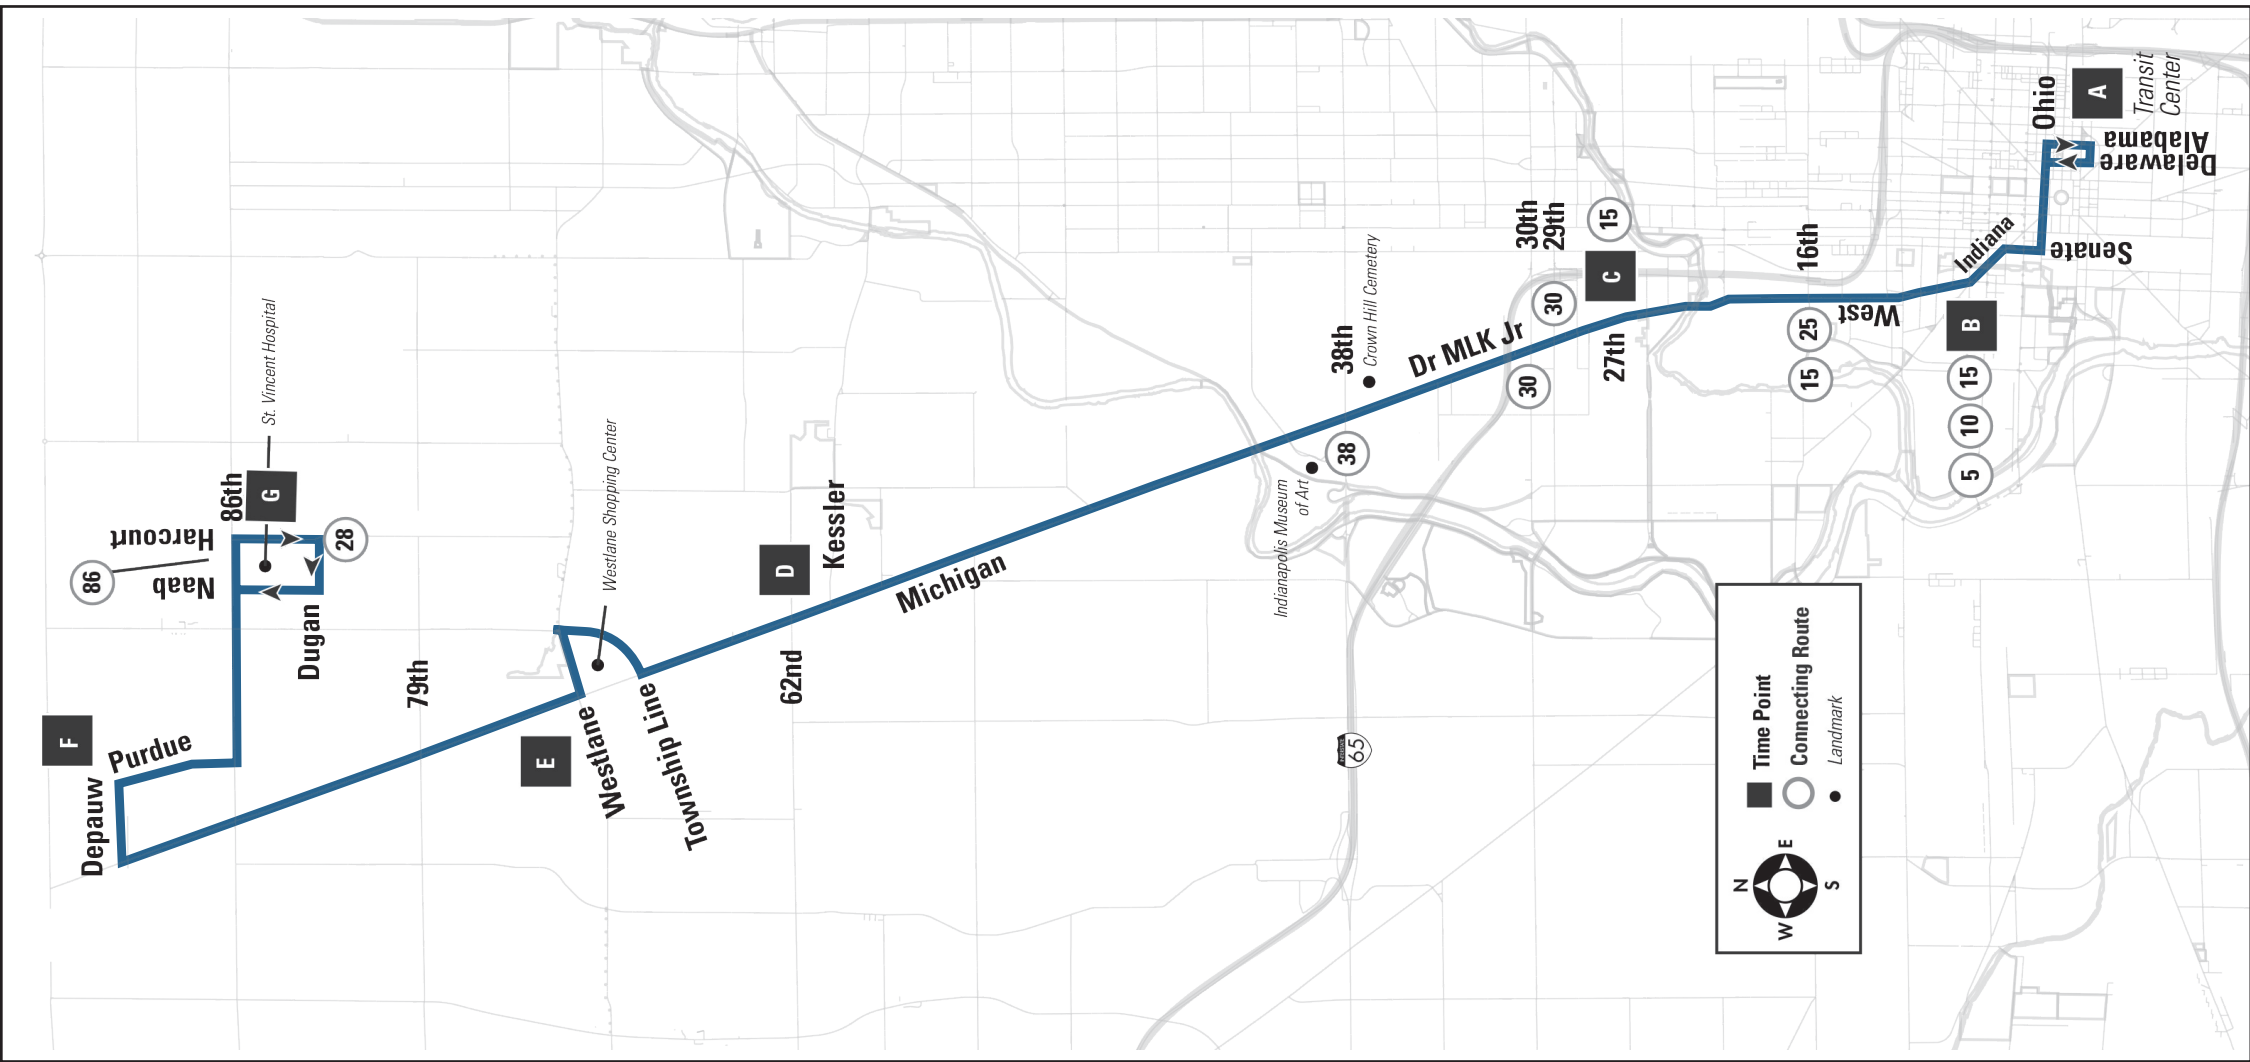 F
Depauw
Purdue
86
Harcourt
Naab
86th
G
St. Vincent Hospital
28
Dugan
79th
E
Westlane
Township Line
Westlane Shopping Center
D
Kessler
62nd
Michigan
Indianapolis Museum
of Art
38
38th
Crown Hill Cemetery
Dr MLK Jr
30
30
30th
29th
15
C
27th
16th
25
15
West
B
15
10
5
Indiana
Senate
Ohio
A
Transit
Center
Alabama
Delaware
65
Time Point
Connecting Route
Landmark
N
E
S
W